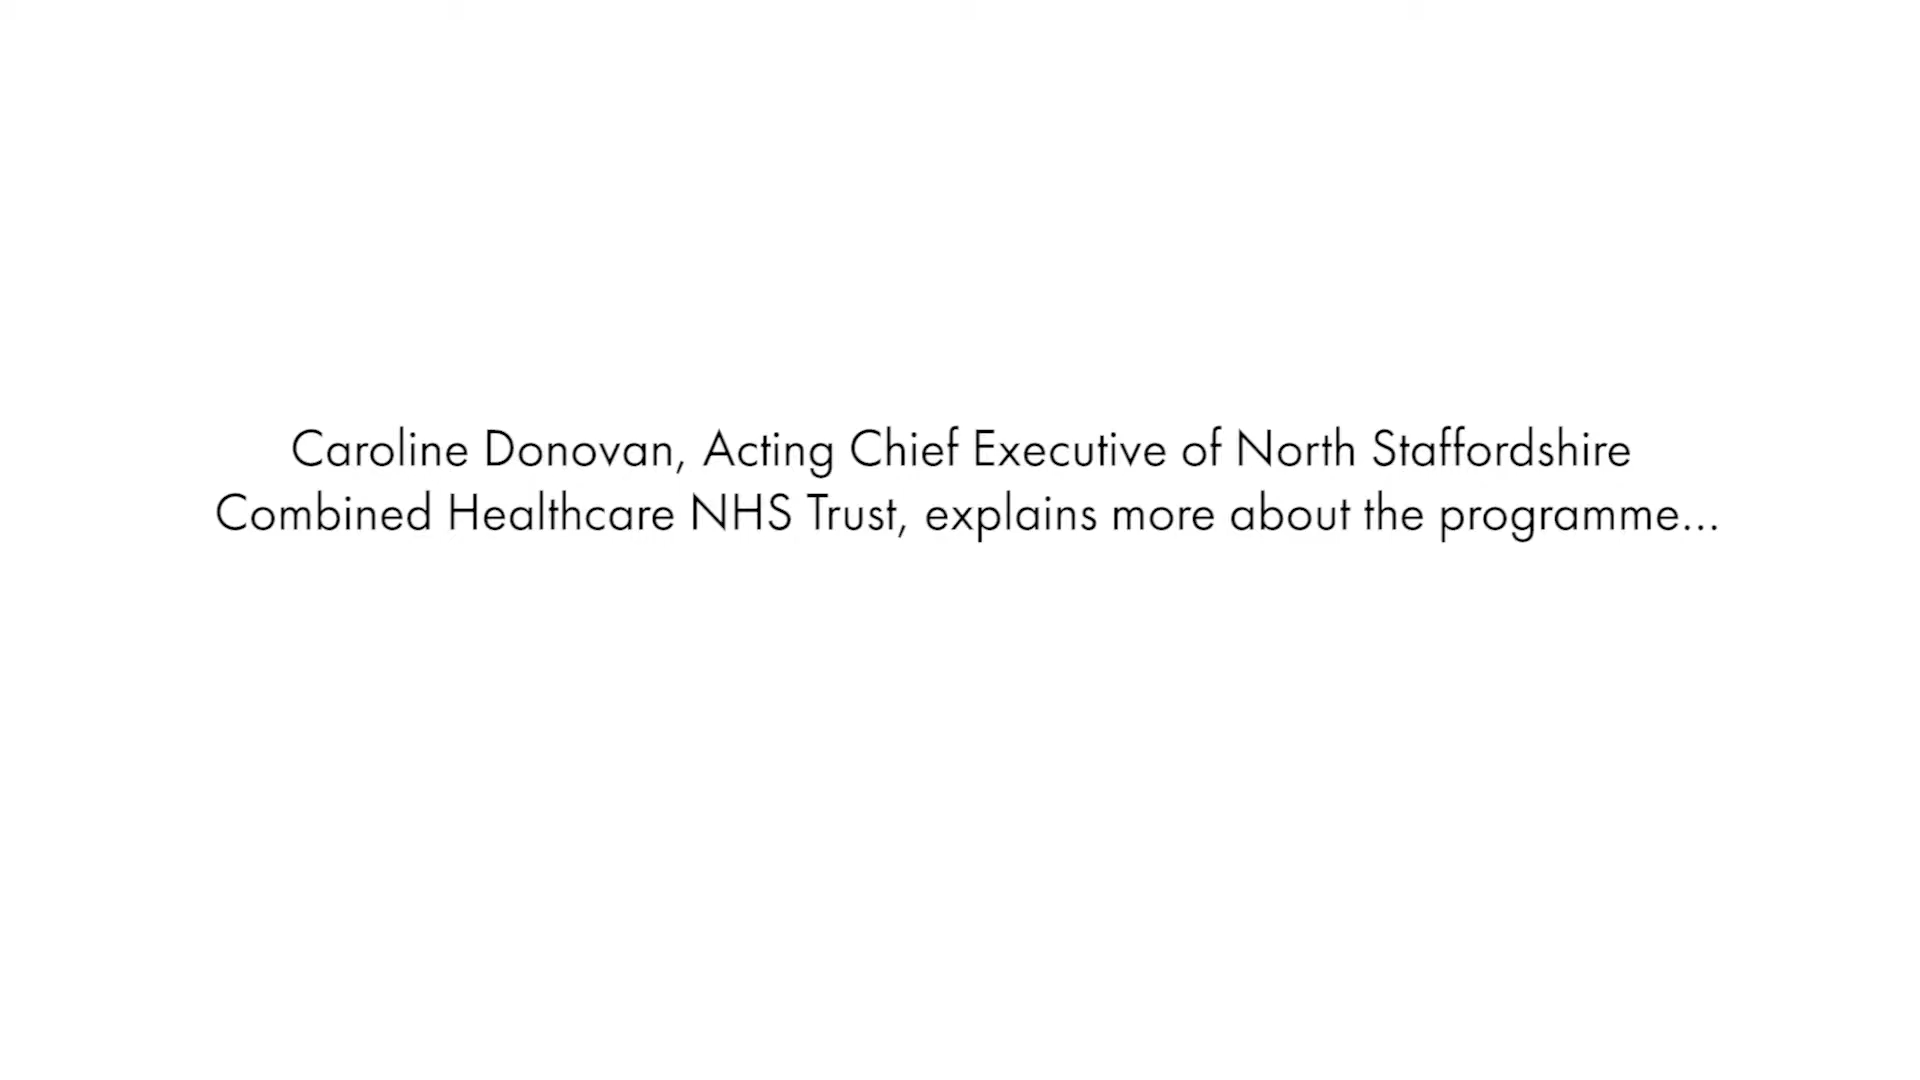 Caroline Donovan, Acting Chief Executive of North Staffordshire
Combined Healthcare NHS Trust, explains more about the programme...